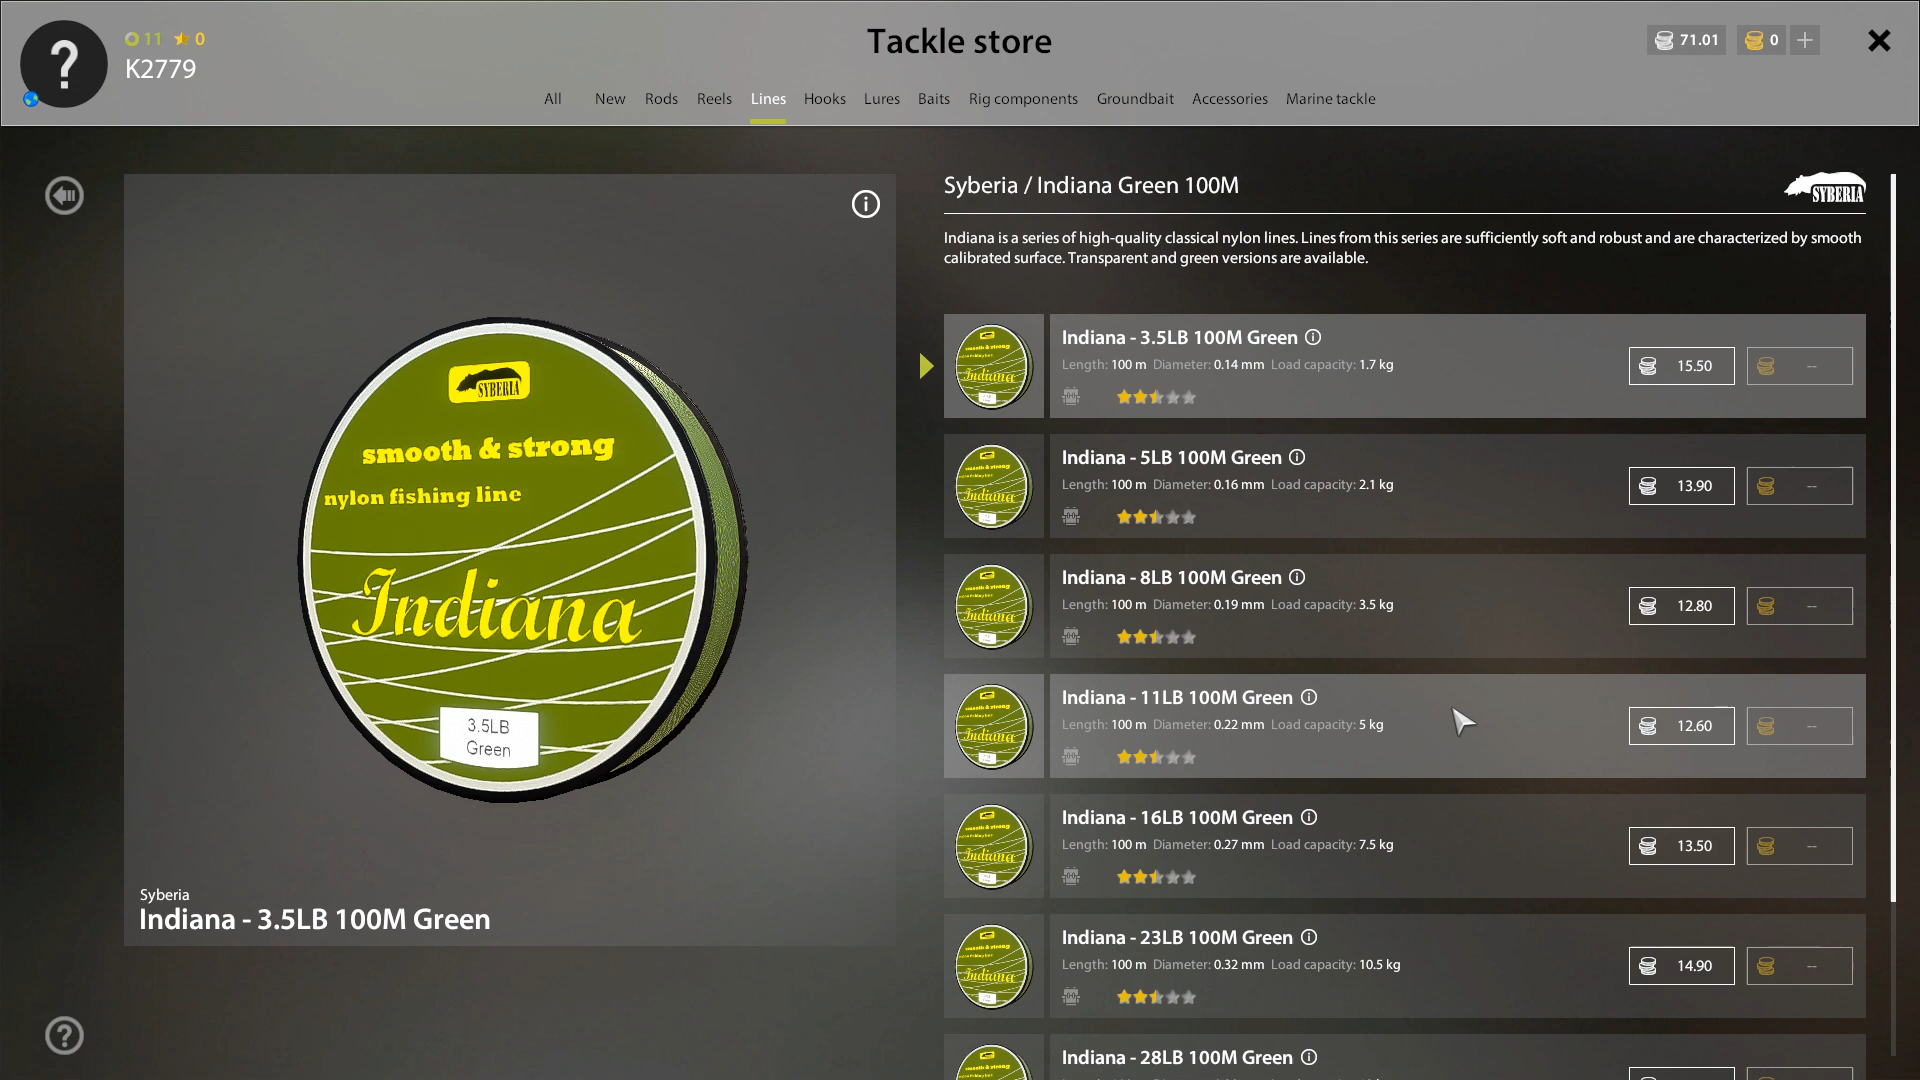 11 0
K2779
Tackle store
71.01
0
All New Rods Reels Lines Hooks Lures Baits Rig components Groundbait Accessories Marine tackle
SYBERIA
smooth & strong
nylon fishing line
Indiana
3.5LB
Green
Syberia
Indiana - 3.5LB 100M Green
Syberia / Indiana Green 100M
SYBERIA
Indiana is a series of high-quality classical nylon lines. Lines from this series are sufficiently soft and robust and are characterized by smooth
calibrated surface. Transparent and green versions are available.
Indiana - 3.5LB 100M Green
Length: 100 m Diameter: 0.14 mm Load capacity: 1.7 kg
15.50 --
Indiana - 5LB 100M Green
Length: 100 m Diameter: 0.16 mm Load capacity: 2.1 kg
13.90 --
Indiana - 8LB 100M Green
Length: 100 m Diameter: 0.19 mm Load capacity: 3.5 kg
12.80 --
Indiana - 11LB 100M Green
Length: 100 m Diameter: 0.22 mm Load capacity: 5 kg
12.60 --
Indiana - 16LB 100M Green
Length: 100 m Diameter: 0.27 mm Load capacity: 7.5 kg
13.50 --
Indiana - 23LB 100M Green
Length: 100 m Diameter: 0.32 mm Load capacity: 10.5 kg
14.90 --
Indiana - 28LB 100M Green